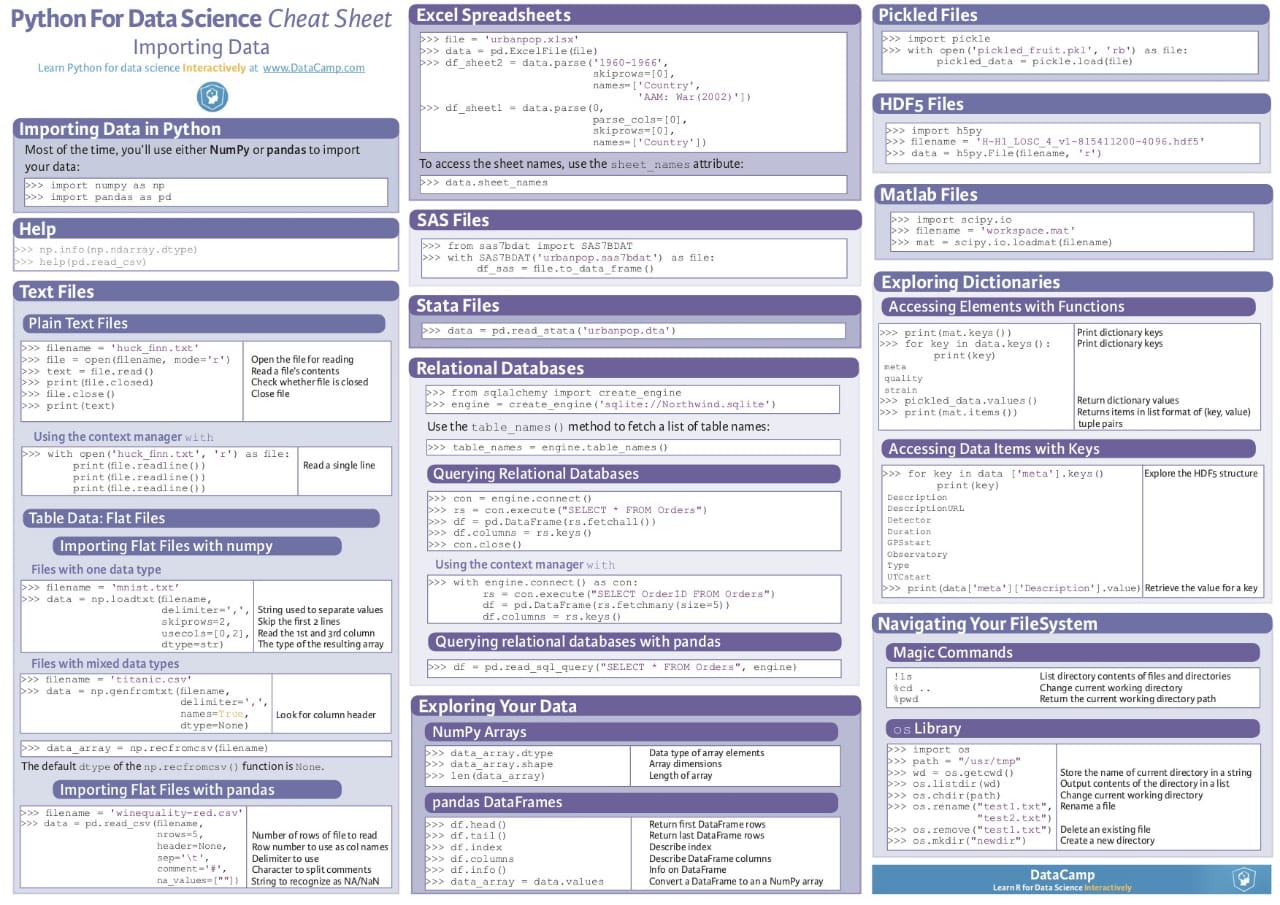 Python For Data Science Cheat Sheet
Importing Data
Learn Python for data science Interactively at www.DataCamp.com
Importing Data in Python
Most of the time, you'll use either NumPy or pandas to import
your data:
>>> import numpy as np
>>> import pandas as pd
Help
>>> np.info(np.ndarray.dtype)
>>> help(pd.read_csv)
Text Files
Plain Text Files
>>> filename = 'huck_finn.txt'
>>> file = open(filename, mode='r') Open the file for reading
>>> text = file.read() Read a file's contents
>>> print(file.closed) Check whether file is closed
>>> file.close() Close file
>>> print(text)
Using the context manager with
>>> with open('huck_finn.txt', 'r') as file:
print(file.readline()) Read a single line
print(file.readline())
print(file.readline())
Table Data: Flat Files
Importing Flat Files with numpy
Files with one data type
>>> filename = 'mnist.txt'
>>> data = np.loadtxt(filename,
delimiter=',', String used to separate values
skiprows=2, Skip the first 2 lines
usecols=[0,2], Read the 1st and 3rd column
dtype=str) The type of the resulting array
Files with mixed data types
>>> filename = 'titanic.csv'
>>> data = np.genfromtxt(filename,
delimiter=',',
names=True, Look for column header
dtype=None)
>>> data_array = np.recfromcsv(filename)
The default dtype of the np.recfromcsv() function is None.
Importing Flat Files with pandas
>>> filename = 'winequality-red.csv'
>>> data = pd.read_csv(filename,
nrows=5, Number of rows of file to read
header=None, Row number to use as col names
sep='\t', Delimiter to use
comment='#', Character to split comments
na_values=[""]) String to recognize as NA/NaN
Excel Spreadsheets
>>> file = 'urbanpop.xlsx'
>>> data = pd.ExcelFile(file)
>>> df_sheet2 = data.parse('1960-1966',
skiprows=[0],
names=['Country',
'AAM: War(2002)'])
>>> df_sheet1 = data.parse(0,
parse_cols=[0],
skiprows=[0],
names=['Country'])
To access the sheet names, use the sheet_names attribute:
>>> data.sheet_names
SAS Files
>>> from sas7bdat import SAS7BDAT
>>> with SAS7BDAT('urbanpop.sas7bdat') as file:
df_sas = file.to_data_frame()
Stata Files
>>> data = pd.read_stata('urbanpop.dta')
Relational Databases
>>> from sqlalchemy import create_engine
>>> engine = create_engine('sqlite://Northwind.sqlite')
Use the table_names() method to fetch a list of table names:
>>> table_names = engine.table_names()
Querying Relational Databases
>>> con = engine.connect()
>>> rs = con.execute("SELECT * FROM Orders")
>>> df = pd.DataFrame(rs.fetchall())
>>> df.columns = rs.keys()
>>> con.close()
Using the context manager with
>>> with engine.connect() as con:
rs = con.execute("SELECT OrderID FROM Orders")
df = pd.DataFrame(rs.fetchmany(size=5))
df.columns = rs.keys()
Querying relational databases with pandas
>>> df = pd.read_sql_query("SELECT * FROM Orders", engine)
Exploring Your Data
NumPy Arrays
>>> data_array.dtype Data type of array elements
>>> data_array.shape Array dimensions
>>> len(data_array) Length of array
pandas DataFrames
>>> df.head() Return first DataFrame rows
>>> df.tail() Return last DataFrame rows
>>> df.index Describe index
>>> df.columns Describe DataFrame columns
>>> df.info() Info on DataFrame
>>> data_array = data.values Convert a DataFrame to an a NumPy array
Pickled Files
>>> import pickle
>>> with open('pickled_fruit.pkl', 'rb') as file:
pickled_data = pickle.load(file)
HDF5 Files
>>> import h5py
>>> filename = 'H-H1_LOSC_4_v1-815411200-4096.hdf5'
>>> data = h5py.File(filename, 'r')
Matlab Files
>>> import scipy.io
>>> filename = 'workspace.mat'
>>> mat = scipy.io.loadmat(filename)
Exploring Dictionaries
Accessing Elements with Functions
>>> print(mat.keys()) Print dictionary keys
>>> for key in data.keys(): Print dictionary keys
print(key)
meta
quality
strain
>>> pickled_data.values() Return dictionary values
>>> print(mat.items()) Returns items in list format of (key, value)
tuple pairs
Accessing Data Items with Keys
>>> for key in data ['meta'].keys() Explore the HDF5 structure
print(key)
Description
DescriptionURL
Detector
Duration
GPSstart
Observatory
Type
UTCstart
>>> print(data['meta']['Description'].value) Retrieve the value for a key
Navigating Your FileSystem
Magic Commands
!ls List directory contents of files and directories
%cd .. Change current working directory
%pwd Return the current working directory path
os Library
>>> import os
>>> path = "/usr/tmp"
>>> wd = os.getcwd() Store the name of current directory in a string
>>> os.listdir(wd) Output contents of the directory in a list
>>> os.chdir(path) Change current working directory
>>> os.rename("test1.txt", Rename a file
"test2.txt")
>>> os.remove("test1.txt") Delete an existing file
>>> os.mkdir("newdir") Create a new directory
DataCamp
Learn R for Data Science Interactively